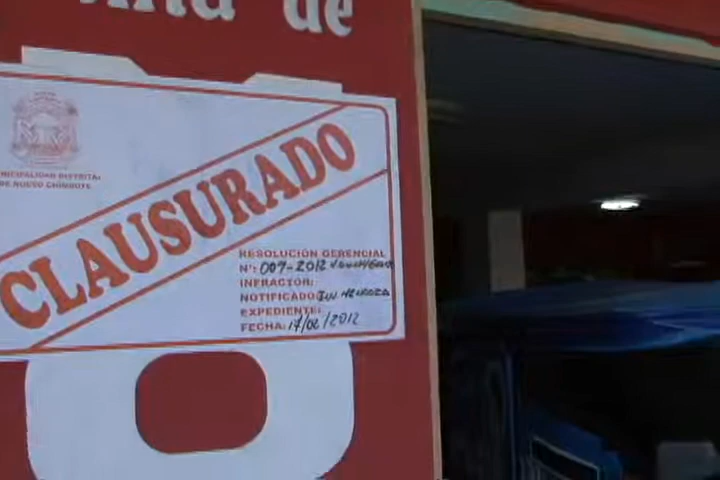 de
MUNICIPALIDAD DISTRITAL
DE NUEVO CHIMBOTE
CLAUSURADO
RESOLUCIÓN GERENCIAL
N°: 007-2012
INFRACTOR:
NOTIFICADO:
EXPEDIENTE:
FECHA: 17/02/2012